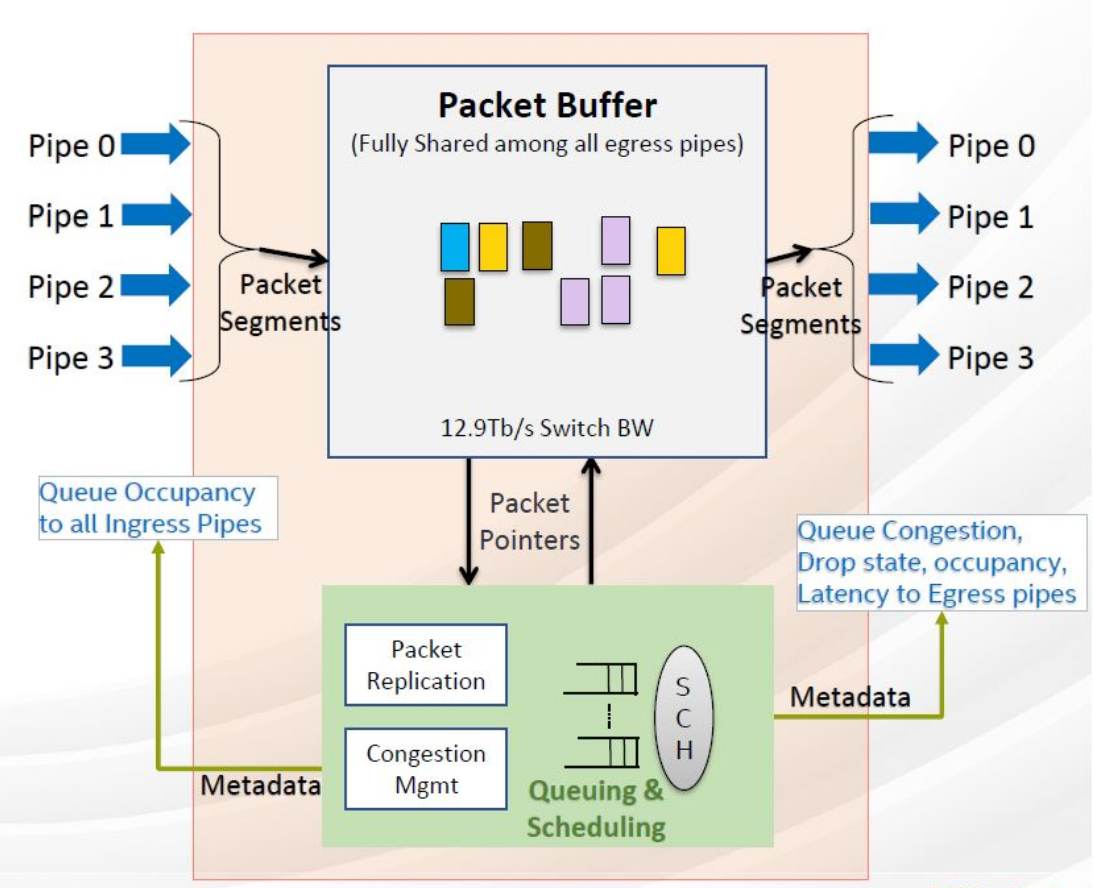 Packet Buffer
(Fully Shared among all egress pipes)
12.9Tb/s Switch BW
Pipe 0
Pipe 1
Pipe 2
Pipe 3
Packet
Segments
Packet
Segments
Pipe 0
Pipe 1
Pipe 2
Pipe 3
Queue Occupancy
to all Ingress Pipes
Packet
Pointers
Queue Congestion,
Drop state, occupancy,
Latency to Egress pipes
Packet
Replication
Congestion
Mgmt
S
C
H
Queuing &
Scheduling
Metadata
Metadata